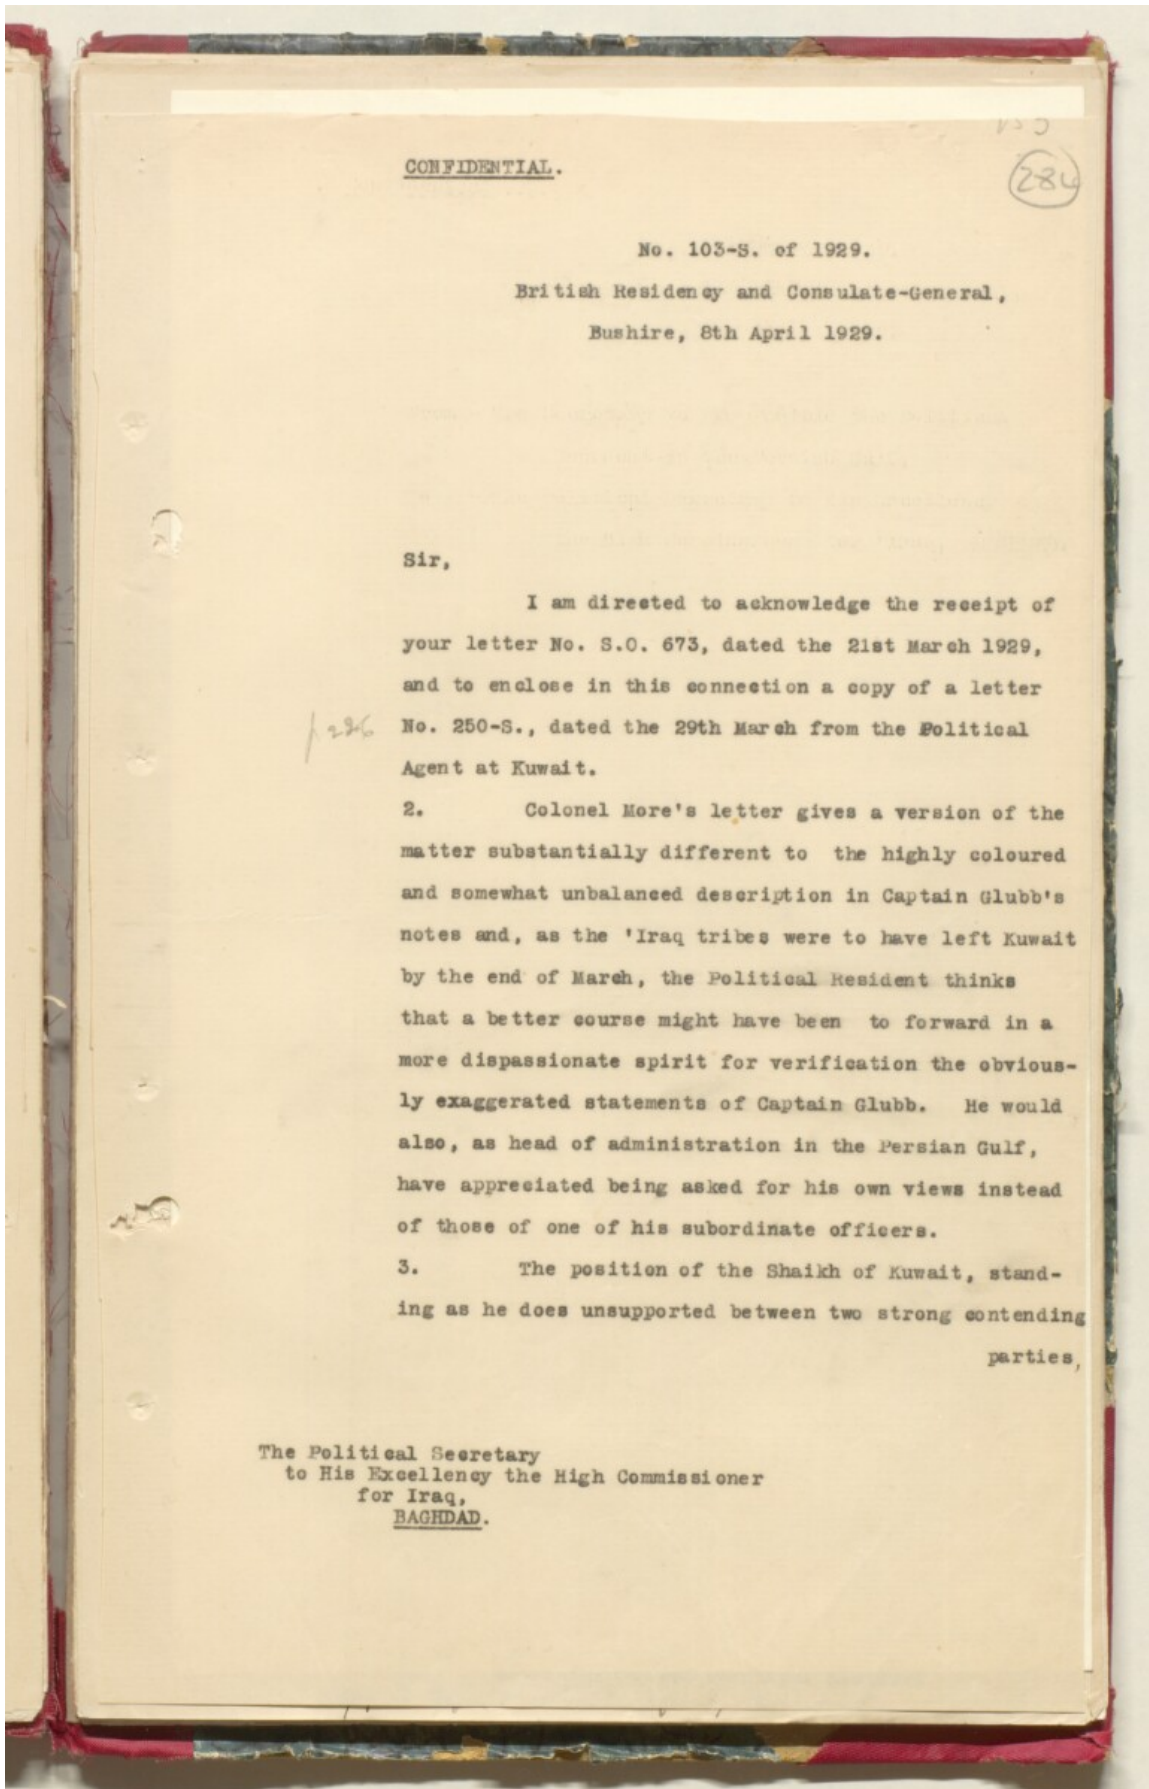 CONFIDENTIAL.
284
No. 103-S. of 1929.
British Residency and Consulate-General,
Bushire, 8th April 1929.
Sir,
I am directed to acknowledge the receipt of
your letter No. S.O. 673, dated the 21st March 1929,
and to enclose in this connection a copy of a letter
No. 250-S., dated the 29th March from the Political
Agent at Kuwait.
2. Colonel More's letter gives a version of the
matter substantially different to the highly coloured
and somewhat unbalanced description in Captain Glubb's
notes and, as the 'Iraq tribes were to have left Kuwait
by the end of March, the Political Resident thinks
that a better course might have been to forward in a
more dispassionate spirit for verification the obvious-
ly exaggerated statements of Captain Glubb. He would
also, as head of administration in the Persian Gulf,
have appreciated being asked for his own views instead
of those of one of his subordinate officers.
3. The position of the Shaikh of Kuwait, stand-
ing as he does unsupported between two strong contending
parties,
The Political Secretary
to His Excellency the High Commissioner
for Iraq,
BAGHDAD.